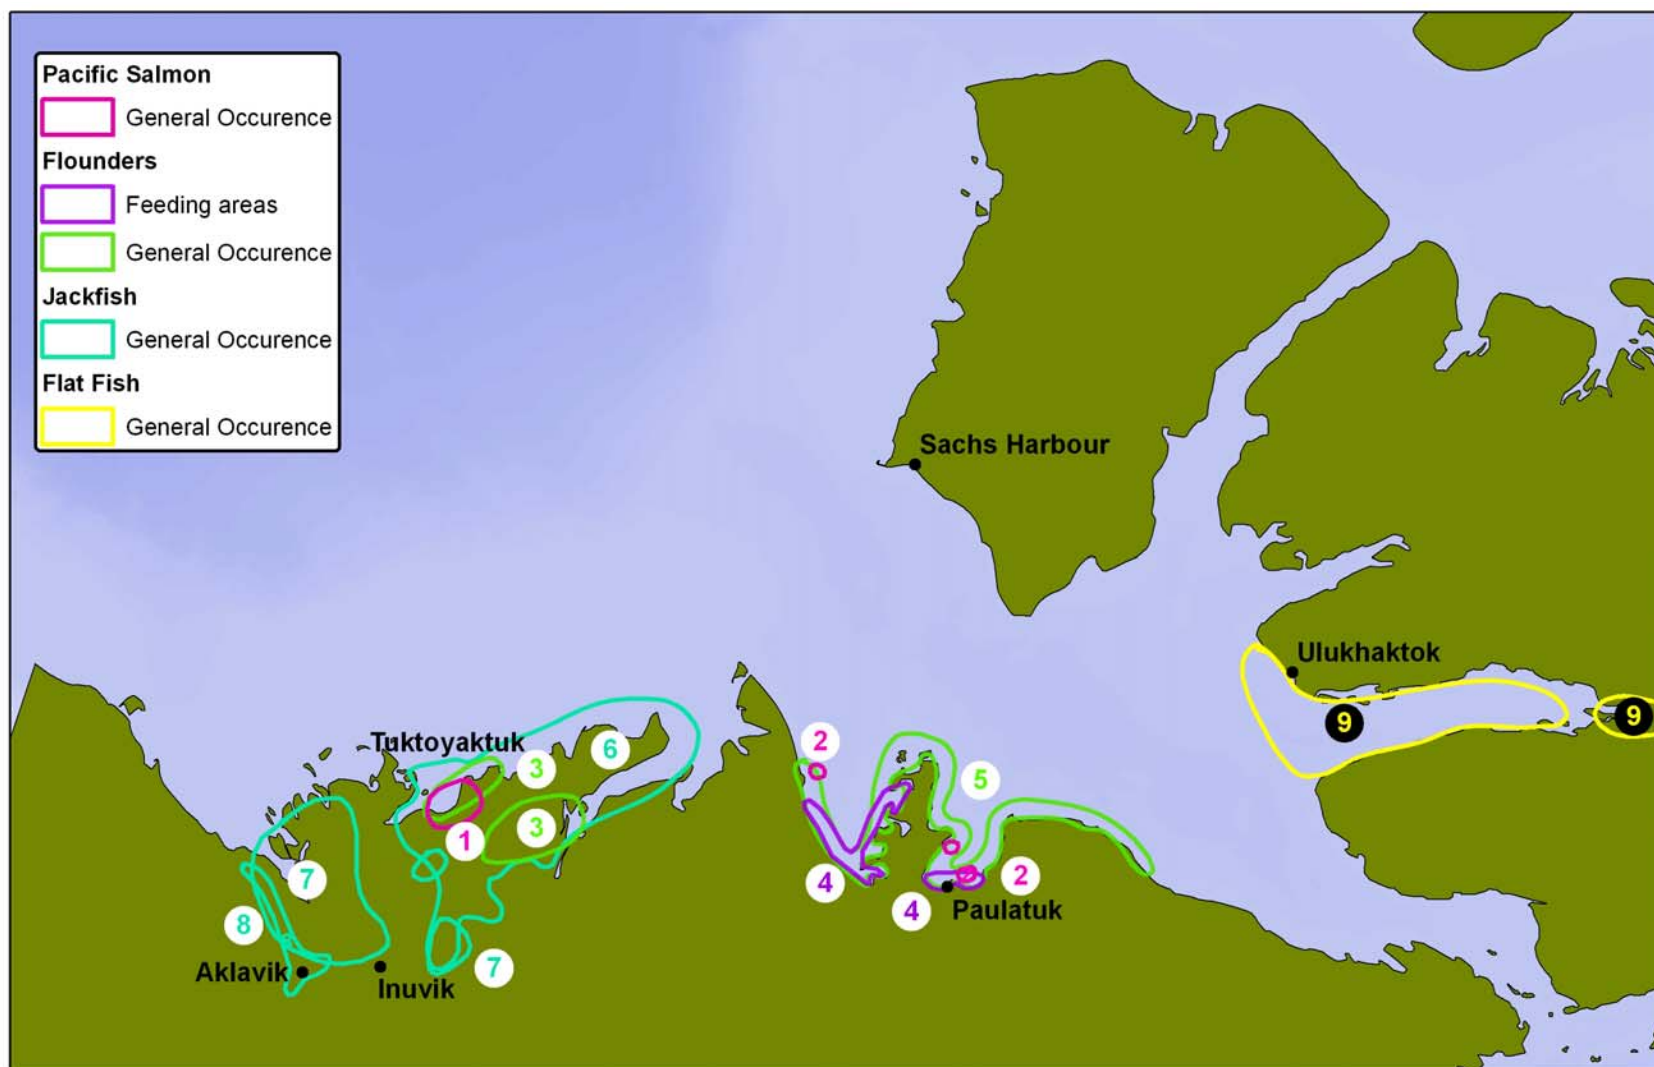 Pacific Salmon
General Occurence
Flounders
Feeding areas
General Occurence
Jackfish
General Occurence
Flat Fish
General Occurence
Sachs Harbour
Ulukhaktok
9
9
Tuktoyaktuk
6
2
3
5
3
1
2
7
4
4
Paulatuk
8
Aklavik
Inuvik
7